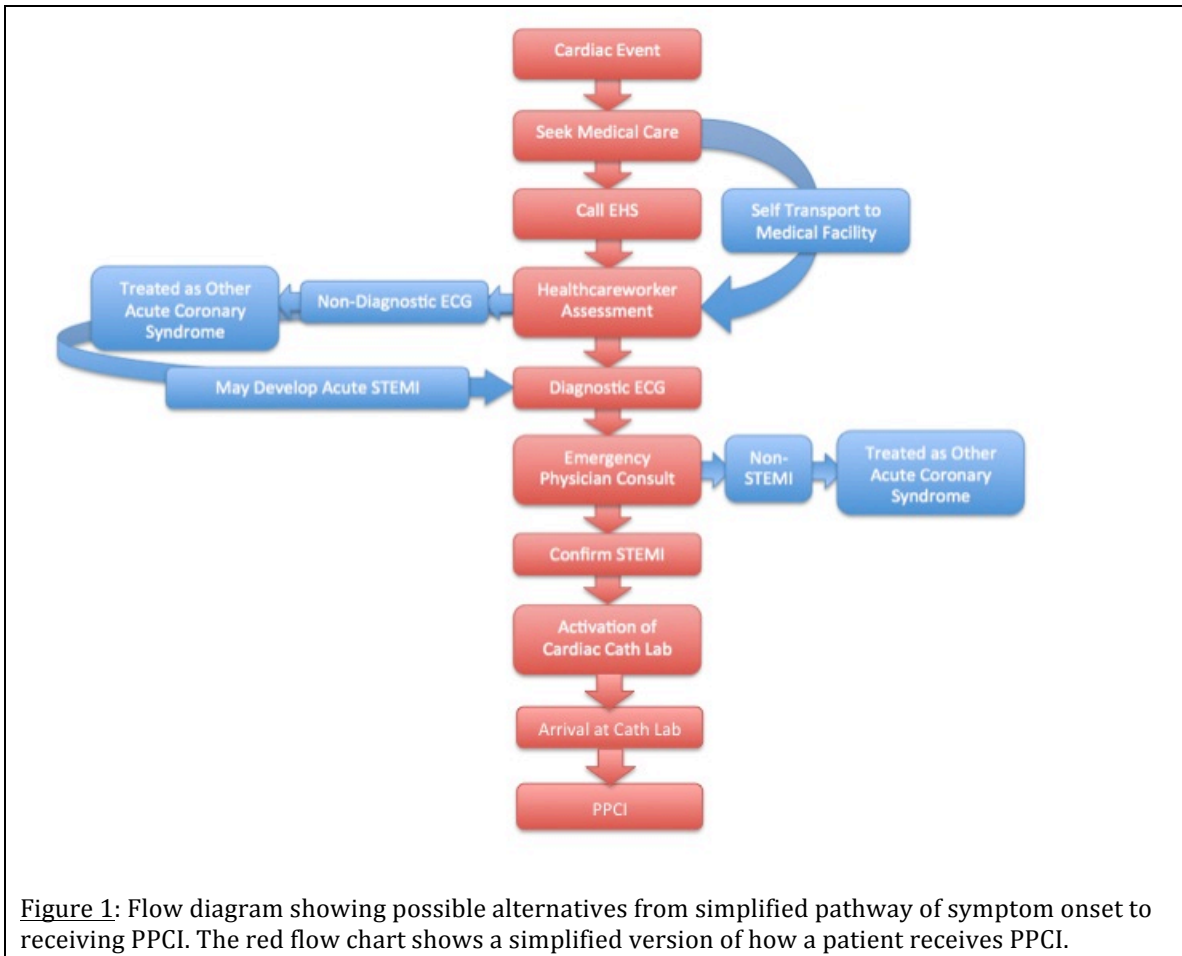 Cardiac Event
Seek Medical Care
Call EHS
Self Transport to
Medical Facility
Healthcareworker
Assessment
Non-Diagnostic ECG
Treated as Other
Acute Coronary
Syndrome
May Develop Acute STEMI
Diagnostic ECG
Emergency
Physician Consult
Non-
STEMI
Treated as Other
Acute Coronary
Syndrome
Confirm STEMI
Activation of
Cardiac Cath Lab
Arrival at Cath Lab
PPCI
Figure 1: Flow diagram showing possible alternatives from simplified pathway of symptom onset to
receiving PPCI. The red flow chart shows a simplified version of how a patient receives PPCI.